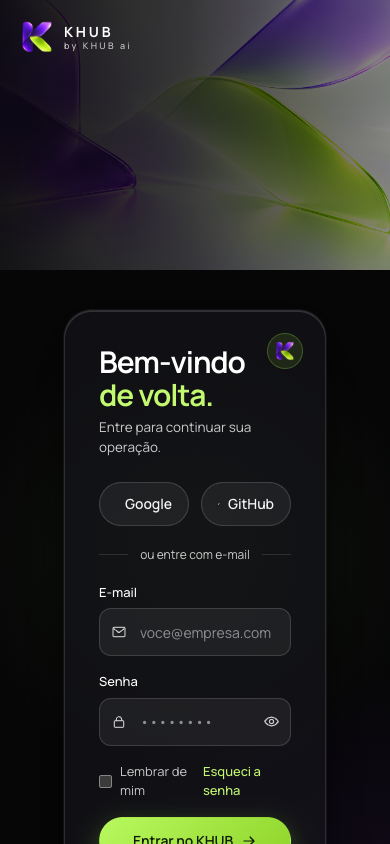 KHUB
by KHUB ai
Bem-vindo
de volta.
Entre para continuar sua
operação.
Google
GitHub
ou entre com e-mail
E-mail
voce@empresa.com
Senha
Lembrar de
mim
Esqueci a
senha
Entrar no KHUB →